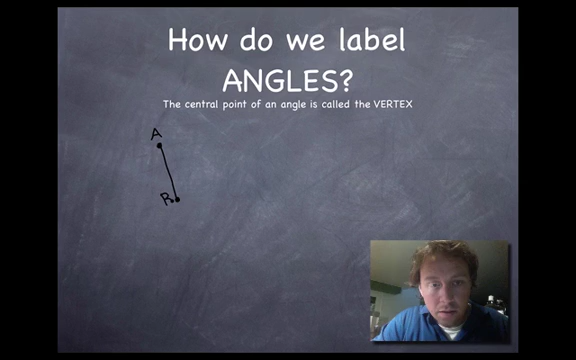 How do we label
ANGLES?
The central point of an angle is called the VERTEX
A
R